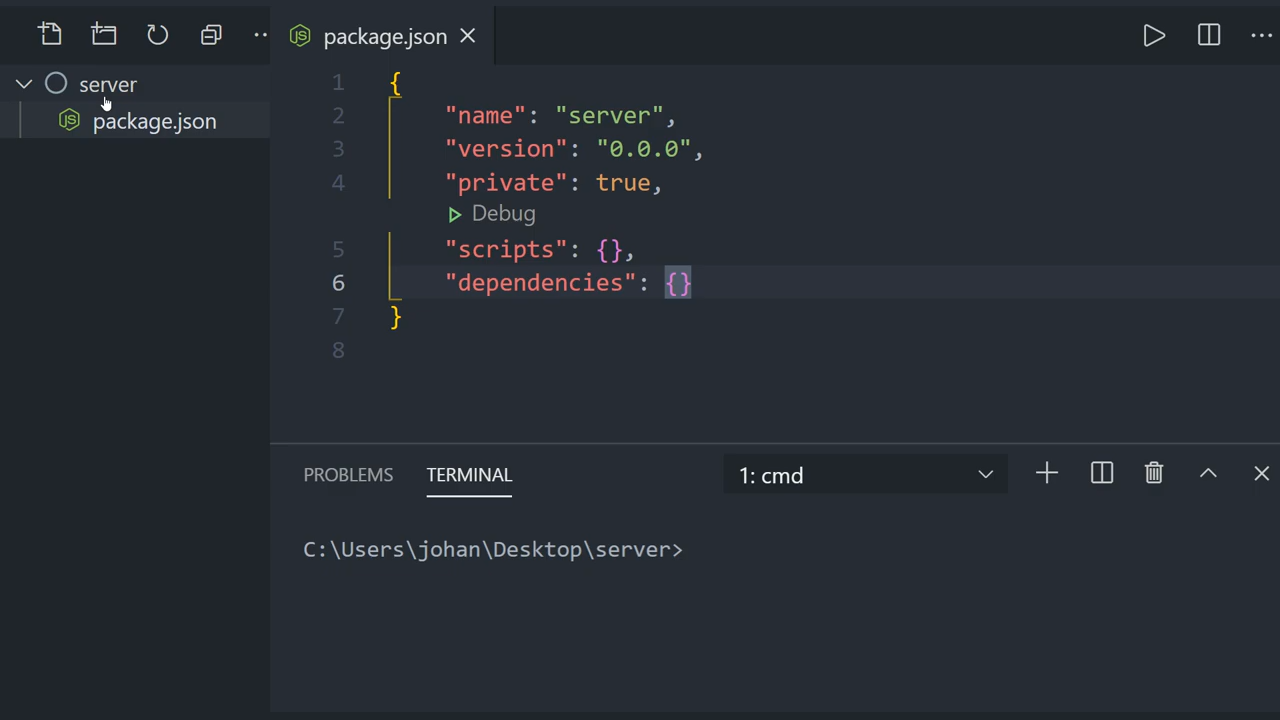 package.json
server
package.json
1 {
2 "name": "server",
3 "version": "0.0.0",
4 "private": true,
Debug
5 "scripts": {},
6 "dependencies": {}
7 }
8
PROBLEMS TERMINAL 1: cmd
C:\Users\johan\Desktop\server>